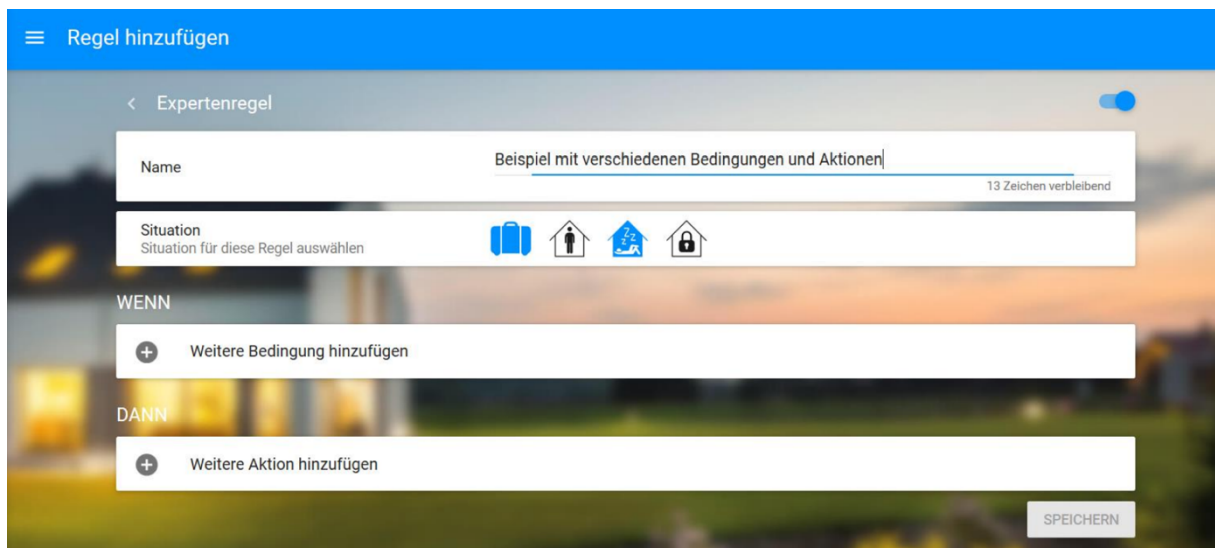 Regel hinzufügen
Expertenregel
Name
Beispiel mit verschiedenen Bedingungen und Aktionen
13 Zeichen verbleibend
Situation
Situation für diese Regel auswählen
WENN
Weitere Bedingung hinzufügen
DANN
Weitere Aktion hinzufügen
SPEICHERN